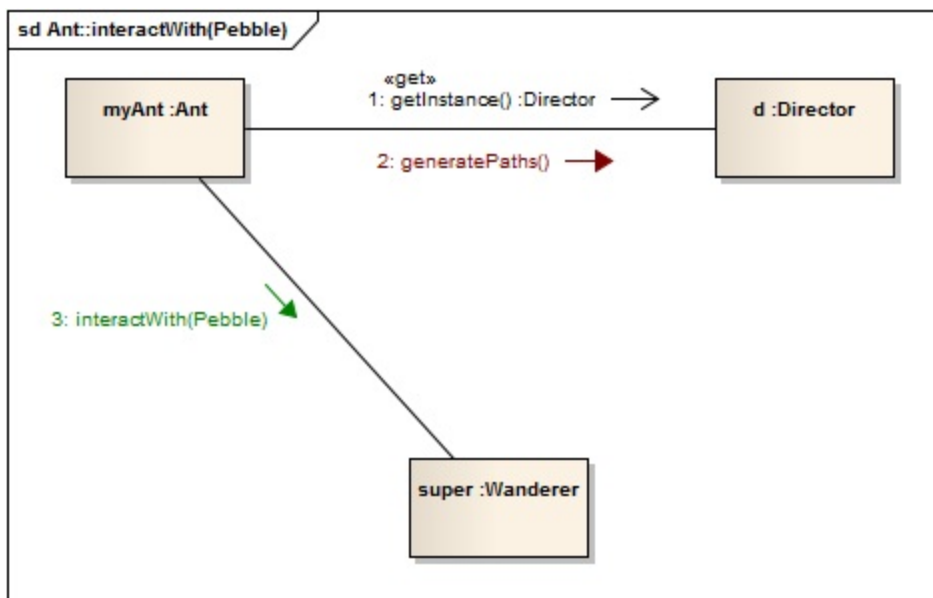 sd Ant::interactWith(Pebble)
myAnt :Ant
«get»
1: getInstance() :Director
d :Director
2: generatePaths()
3: interactWith(Pebble)
super :Wanderer